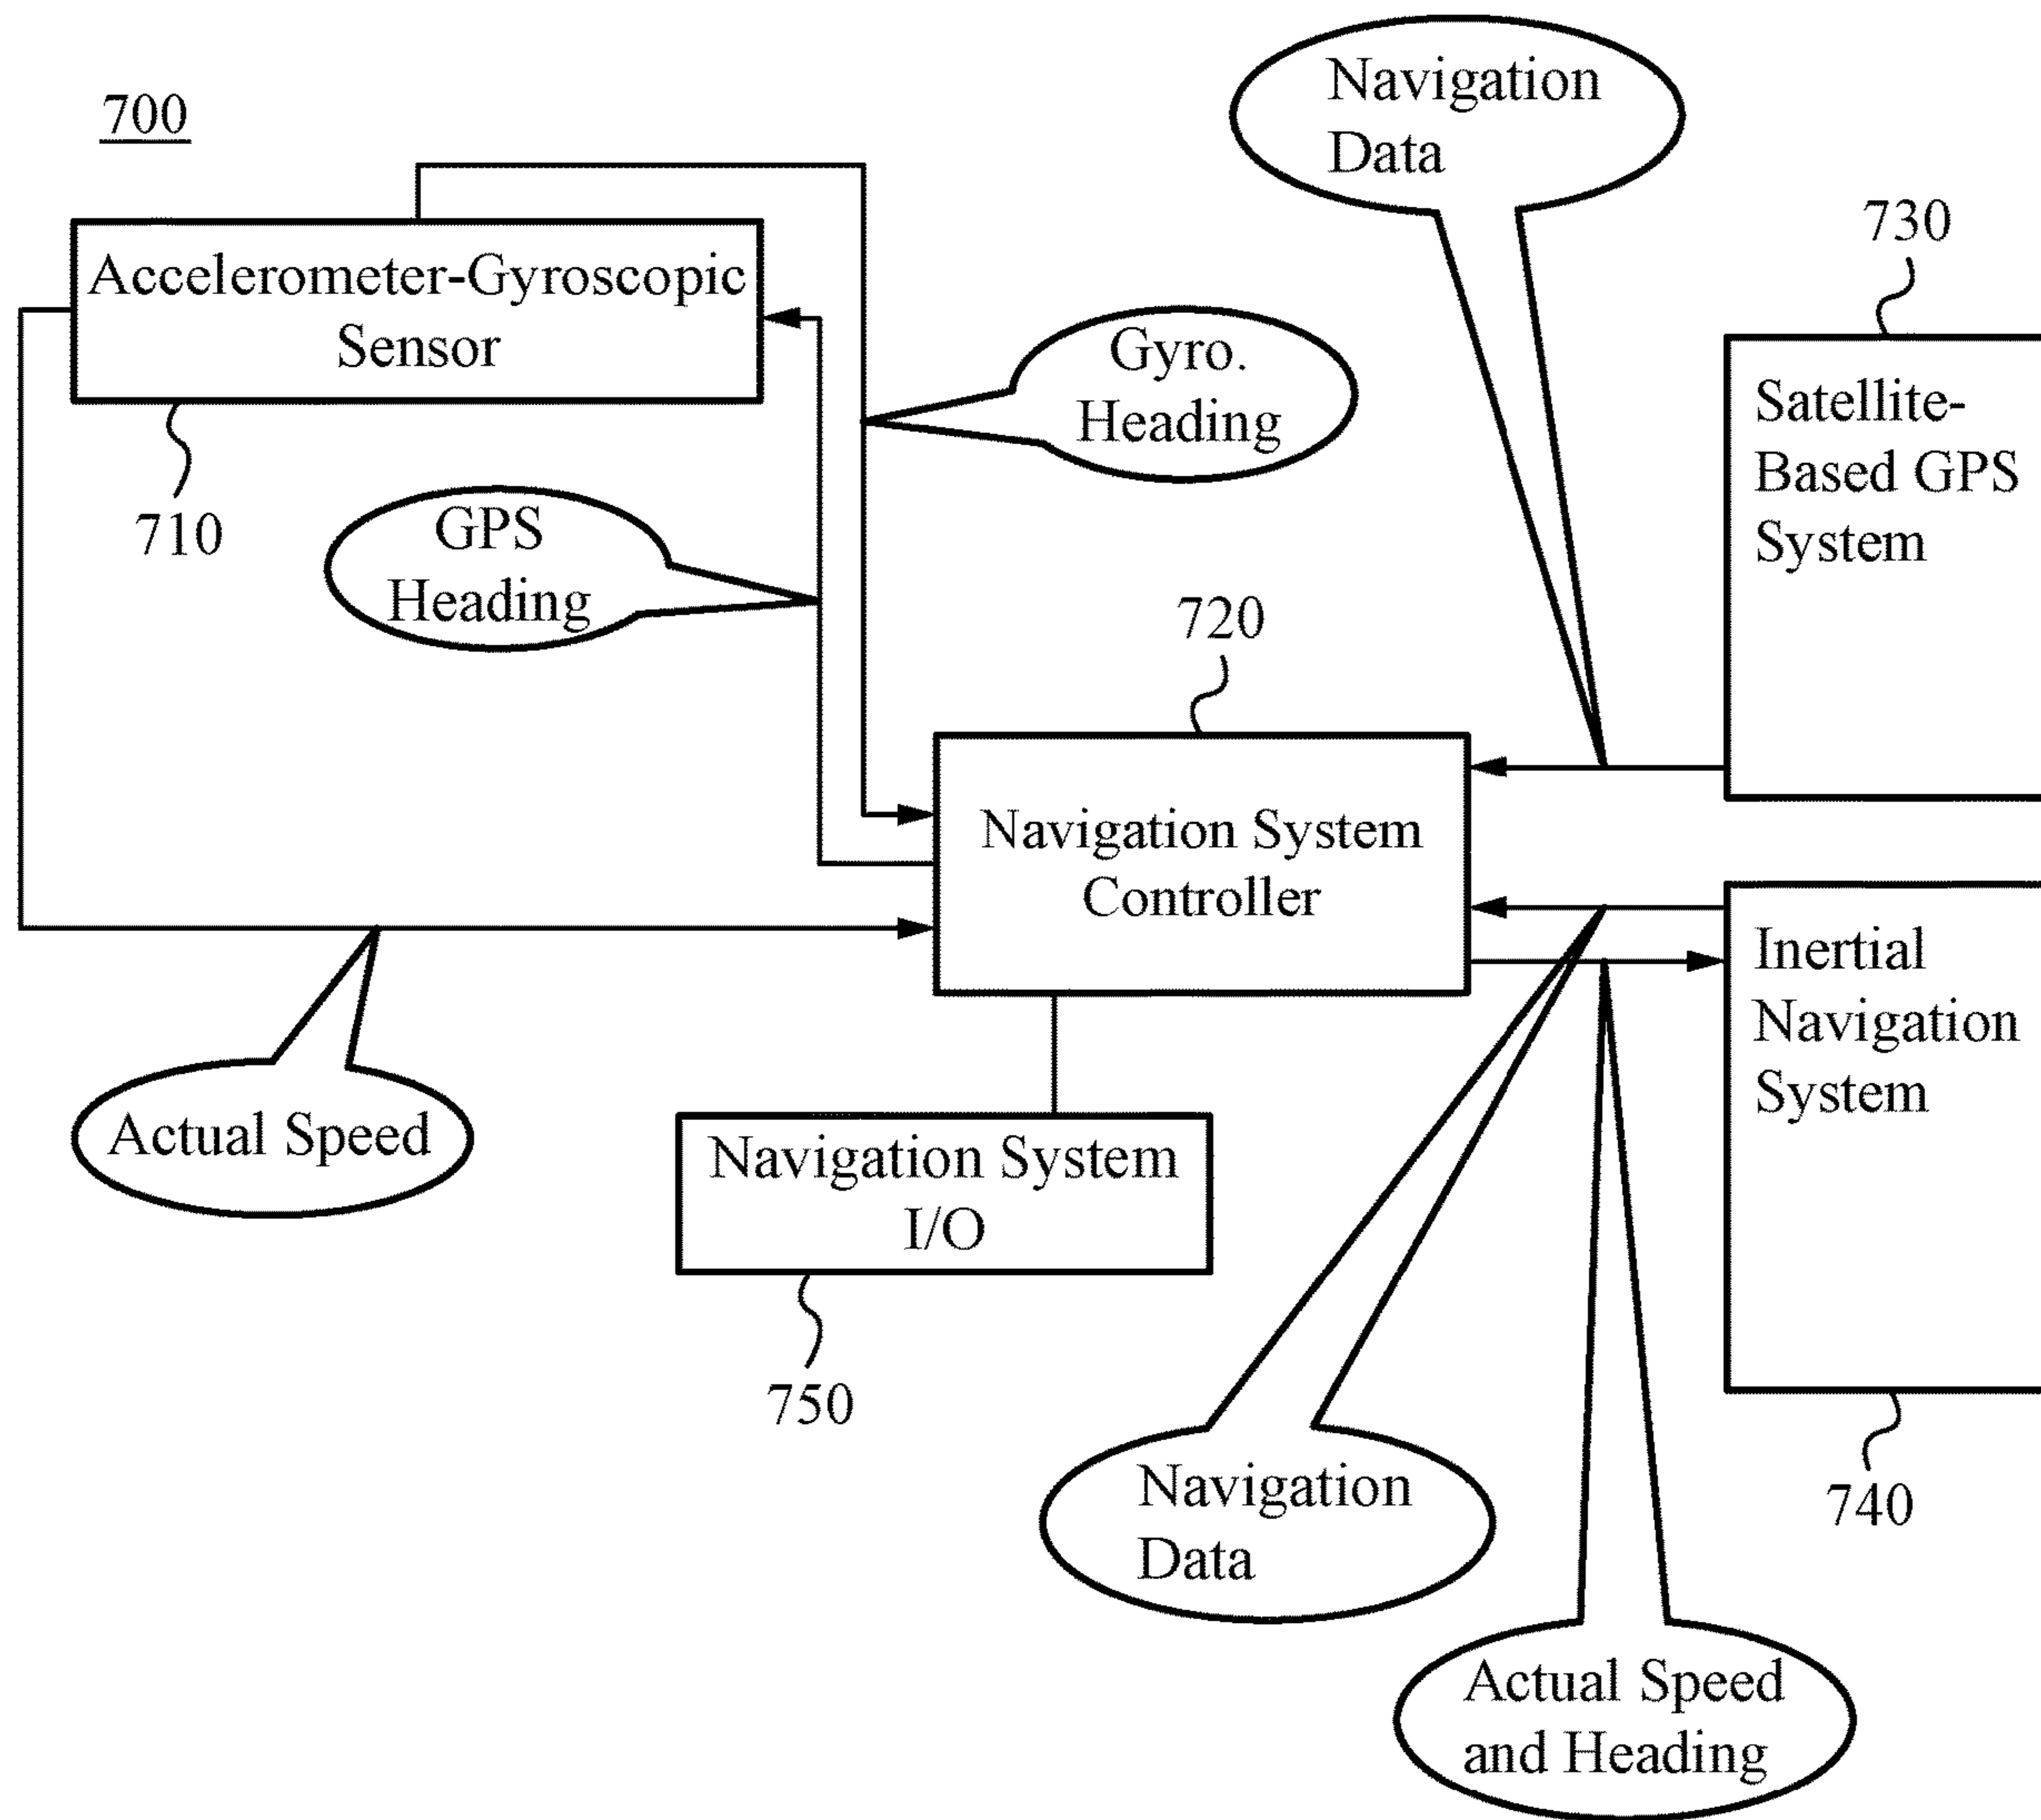 700
Accelerometer-Gyroscopic
Sensor
710
GPS
Heading
Gyro.
Heading
Navigation
Data
730
Satellite-
Based GPS
System
720
Navigation System
Controller
Actual Speed
Navigation System
I/O
750
Inertial
Navigation
System
740
Navigation
Data
Actual Speed
and Heading